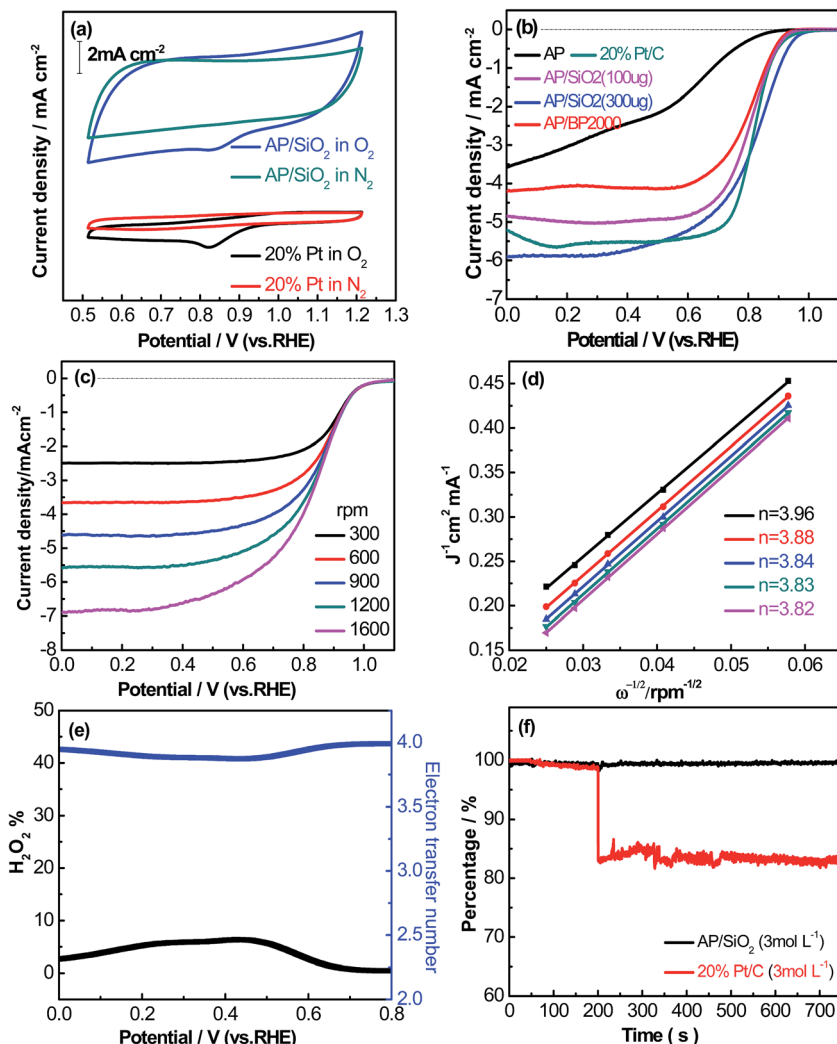 (a)
2mA cm⁻²
Current density / mA cm⁻²
AP/SiO₂ in O₂
AP/SiO₂ in N₂
20% Pt in O₂
20% Pt in N₂
0.5 0.6 0.7 0.8 0.9 1.0 1.1 1.2 1.3
Potential / V (vs.RHE)
(b)
Current density / mA cm⁻²
0
-1
-2
-3
-4
-5
-6
-7
AP 20% Pt/C
AP/SiO2(100ug)
AP/SiO2(300ug)
AP/BP2000
0.0 0.2 0.4 0.6 0.8 1.0
Potential / V (vs.RHE)
(c)
Current density/mAcm⁻²
0
-1
-2
-3
-4
-5
-6
-7
-8
rpm
300
600
900
1200
1600
0.0 0.2 0.4 0.6 0.8 1.0
Potential / V (vs.RHE)
(d)
J⁻¹cm² mA⁻¹
0.45
0.40
0.35
0.30
0.25
0.20
0.15
n=3.96
n=3.88
n=3.84
n=3.83
n=3.82
0.02 0.03 0.04 0.05 0.06
ω⁻¹/²/rpm⁻¹/²
(e)
H₂O₂ %
50
45
40
35
30
25
20
15
10
5
0
4.0
3.5
3.0
2.5
2.0
Electron transfer number
0.0 0.2 0.4 0.6 0.8
Potential / V (vs.RHE)
(f)
Percentage / %
100
90
80
70
60
AP/SiO₂ (3mol L⁻¹)
20% Pt/C (3mol L⁻¹)
0 100 200 300 400 500 600 700
Time ( s )